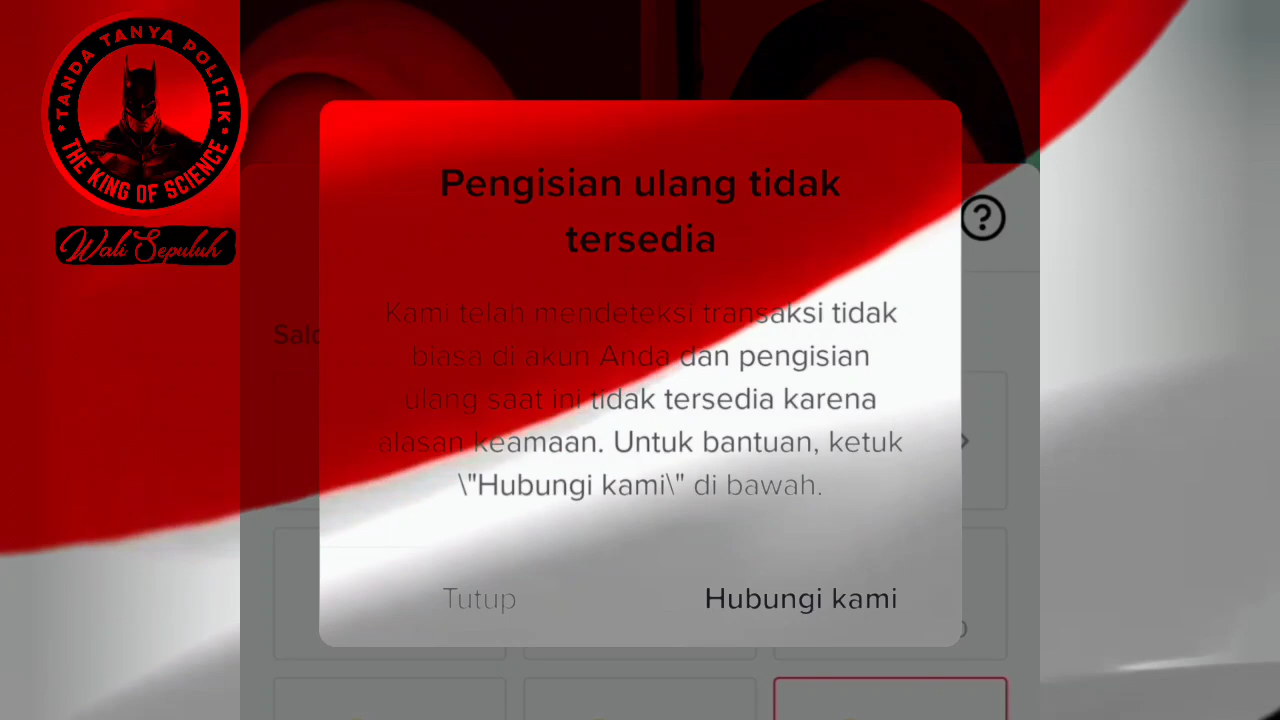 TANDA TANYA POLITIK
THE KING OF SCIENCE
Wali Sepuluh
Pengisian ulang tidak
tersedia
Kami telah mendeteksi transaksi tidak
biasa di akun Anda dan pengisian
ulang saat ini tidak tersedia karena
alasan keamaan. Untuk bantuan, ketuk
\"Hubungi kami\" di bawah.
Tutup
Hubungi kami